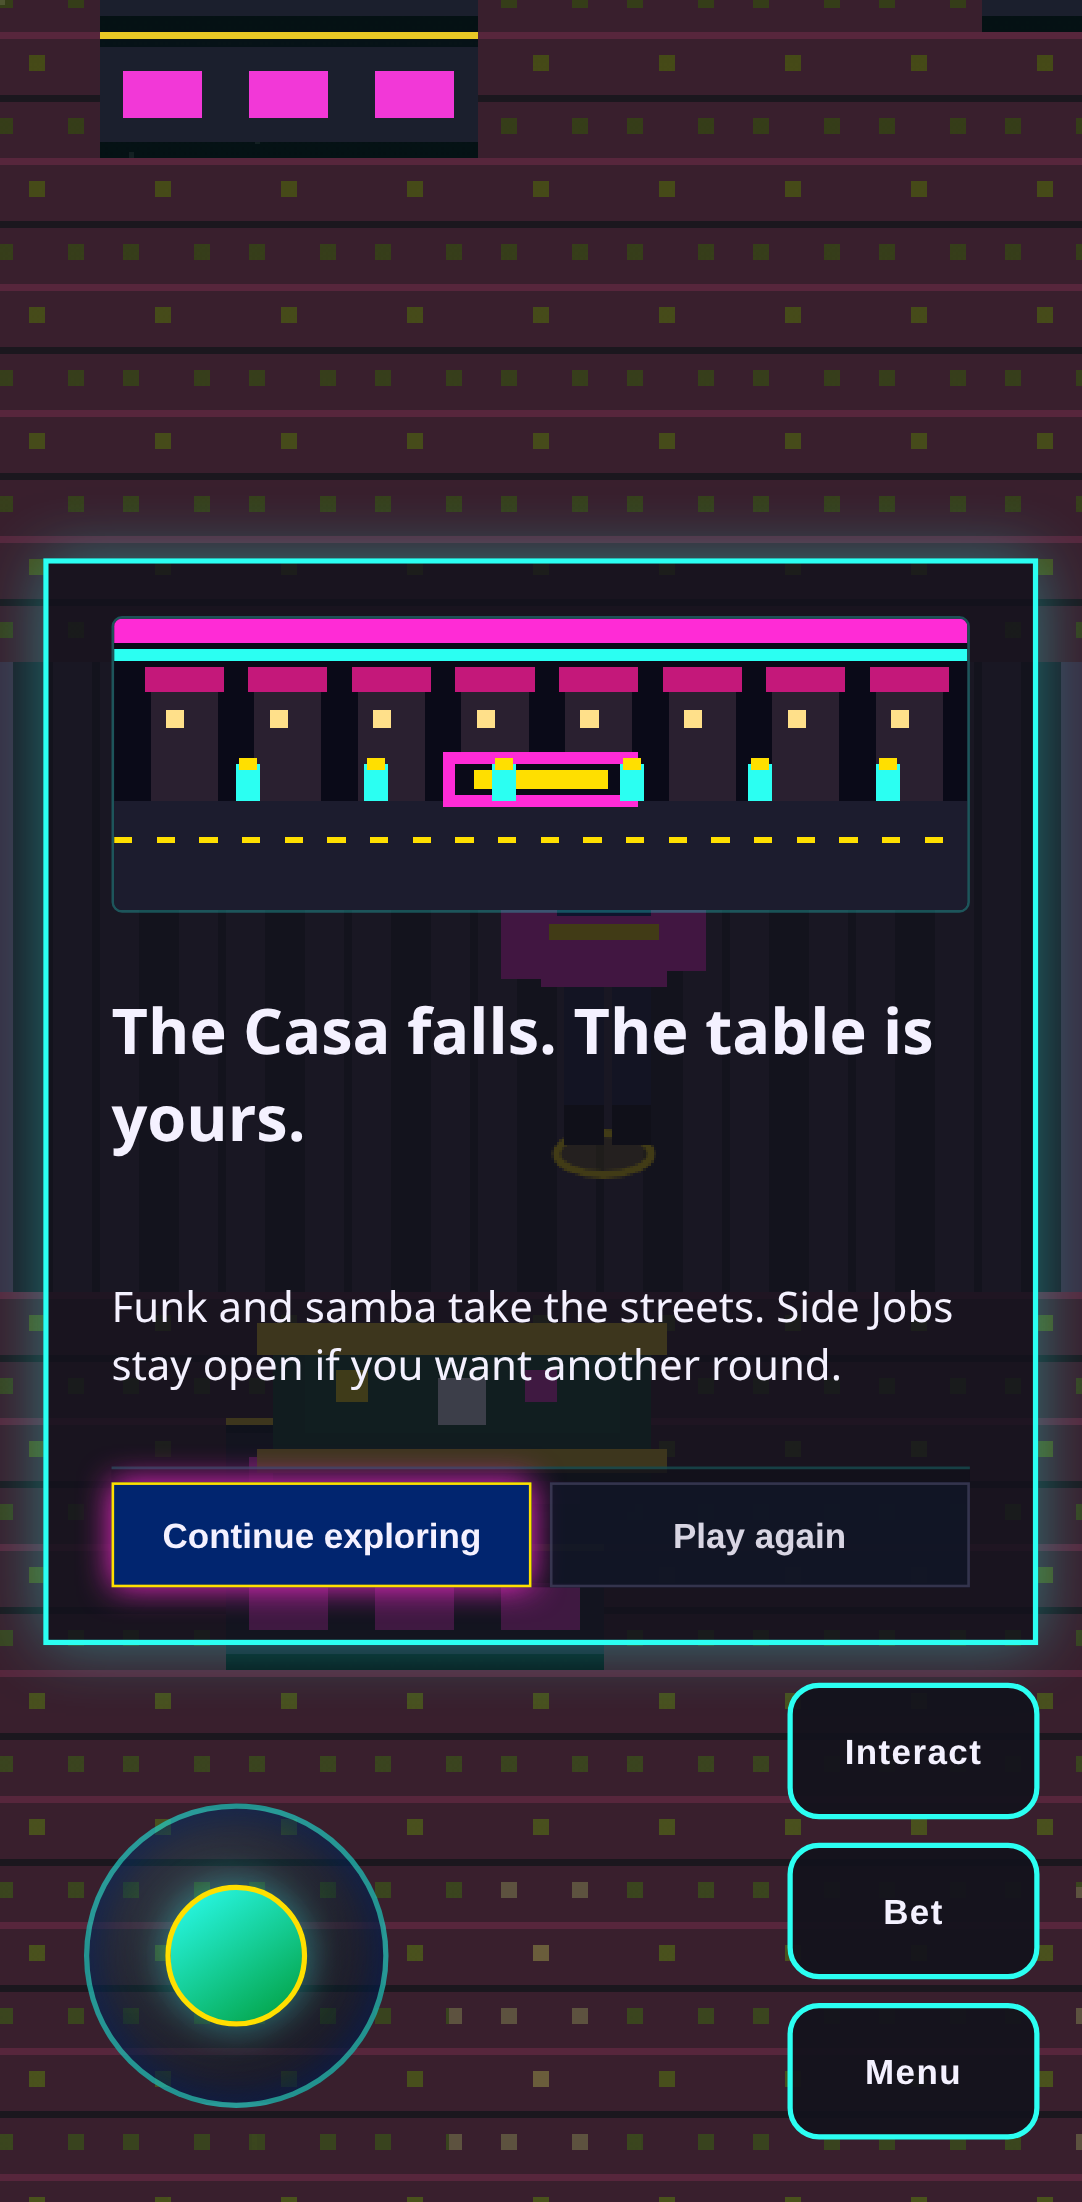 The Casa falls. The table is
yours.
Funk and samba take the streets. Side Jobs
stay open if you want another round.
Continue exploring
Play again
Interact
Bet
Menu